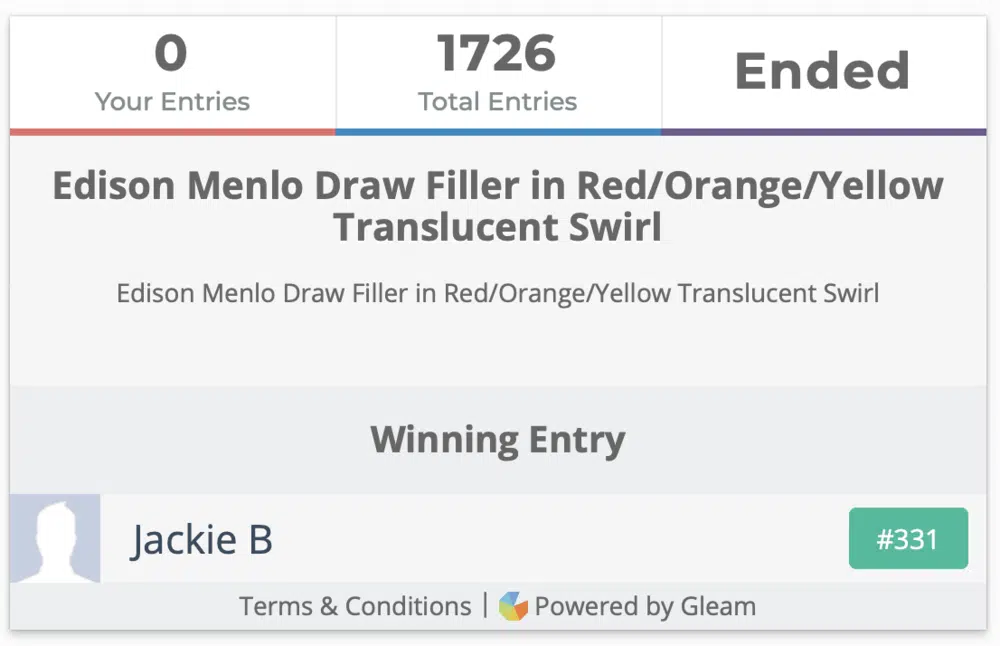 0
Your Entries
1726
Total Entries
Ended
Edison Menlo Draw Filler in Red/Orange/Yellow
Translucent Swirl
Edison Menlo Draw Filler in Red/Orange/Yellow Translucent Swirl
Winning Entry
Jackie B
#331
Terms & Conditions | Powered by Gleam